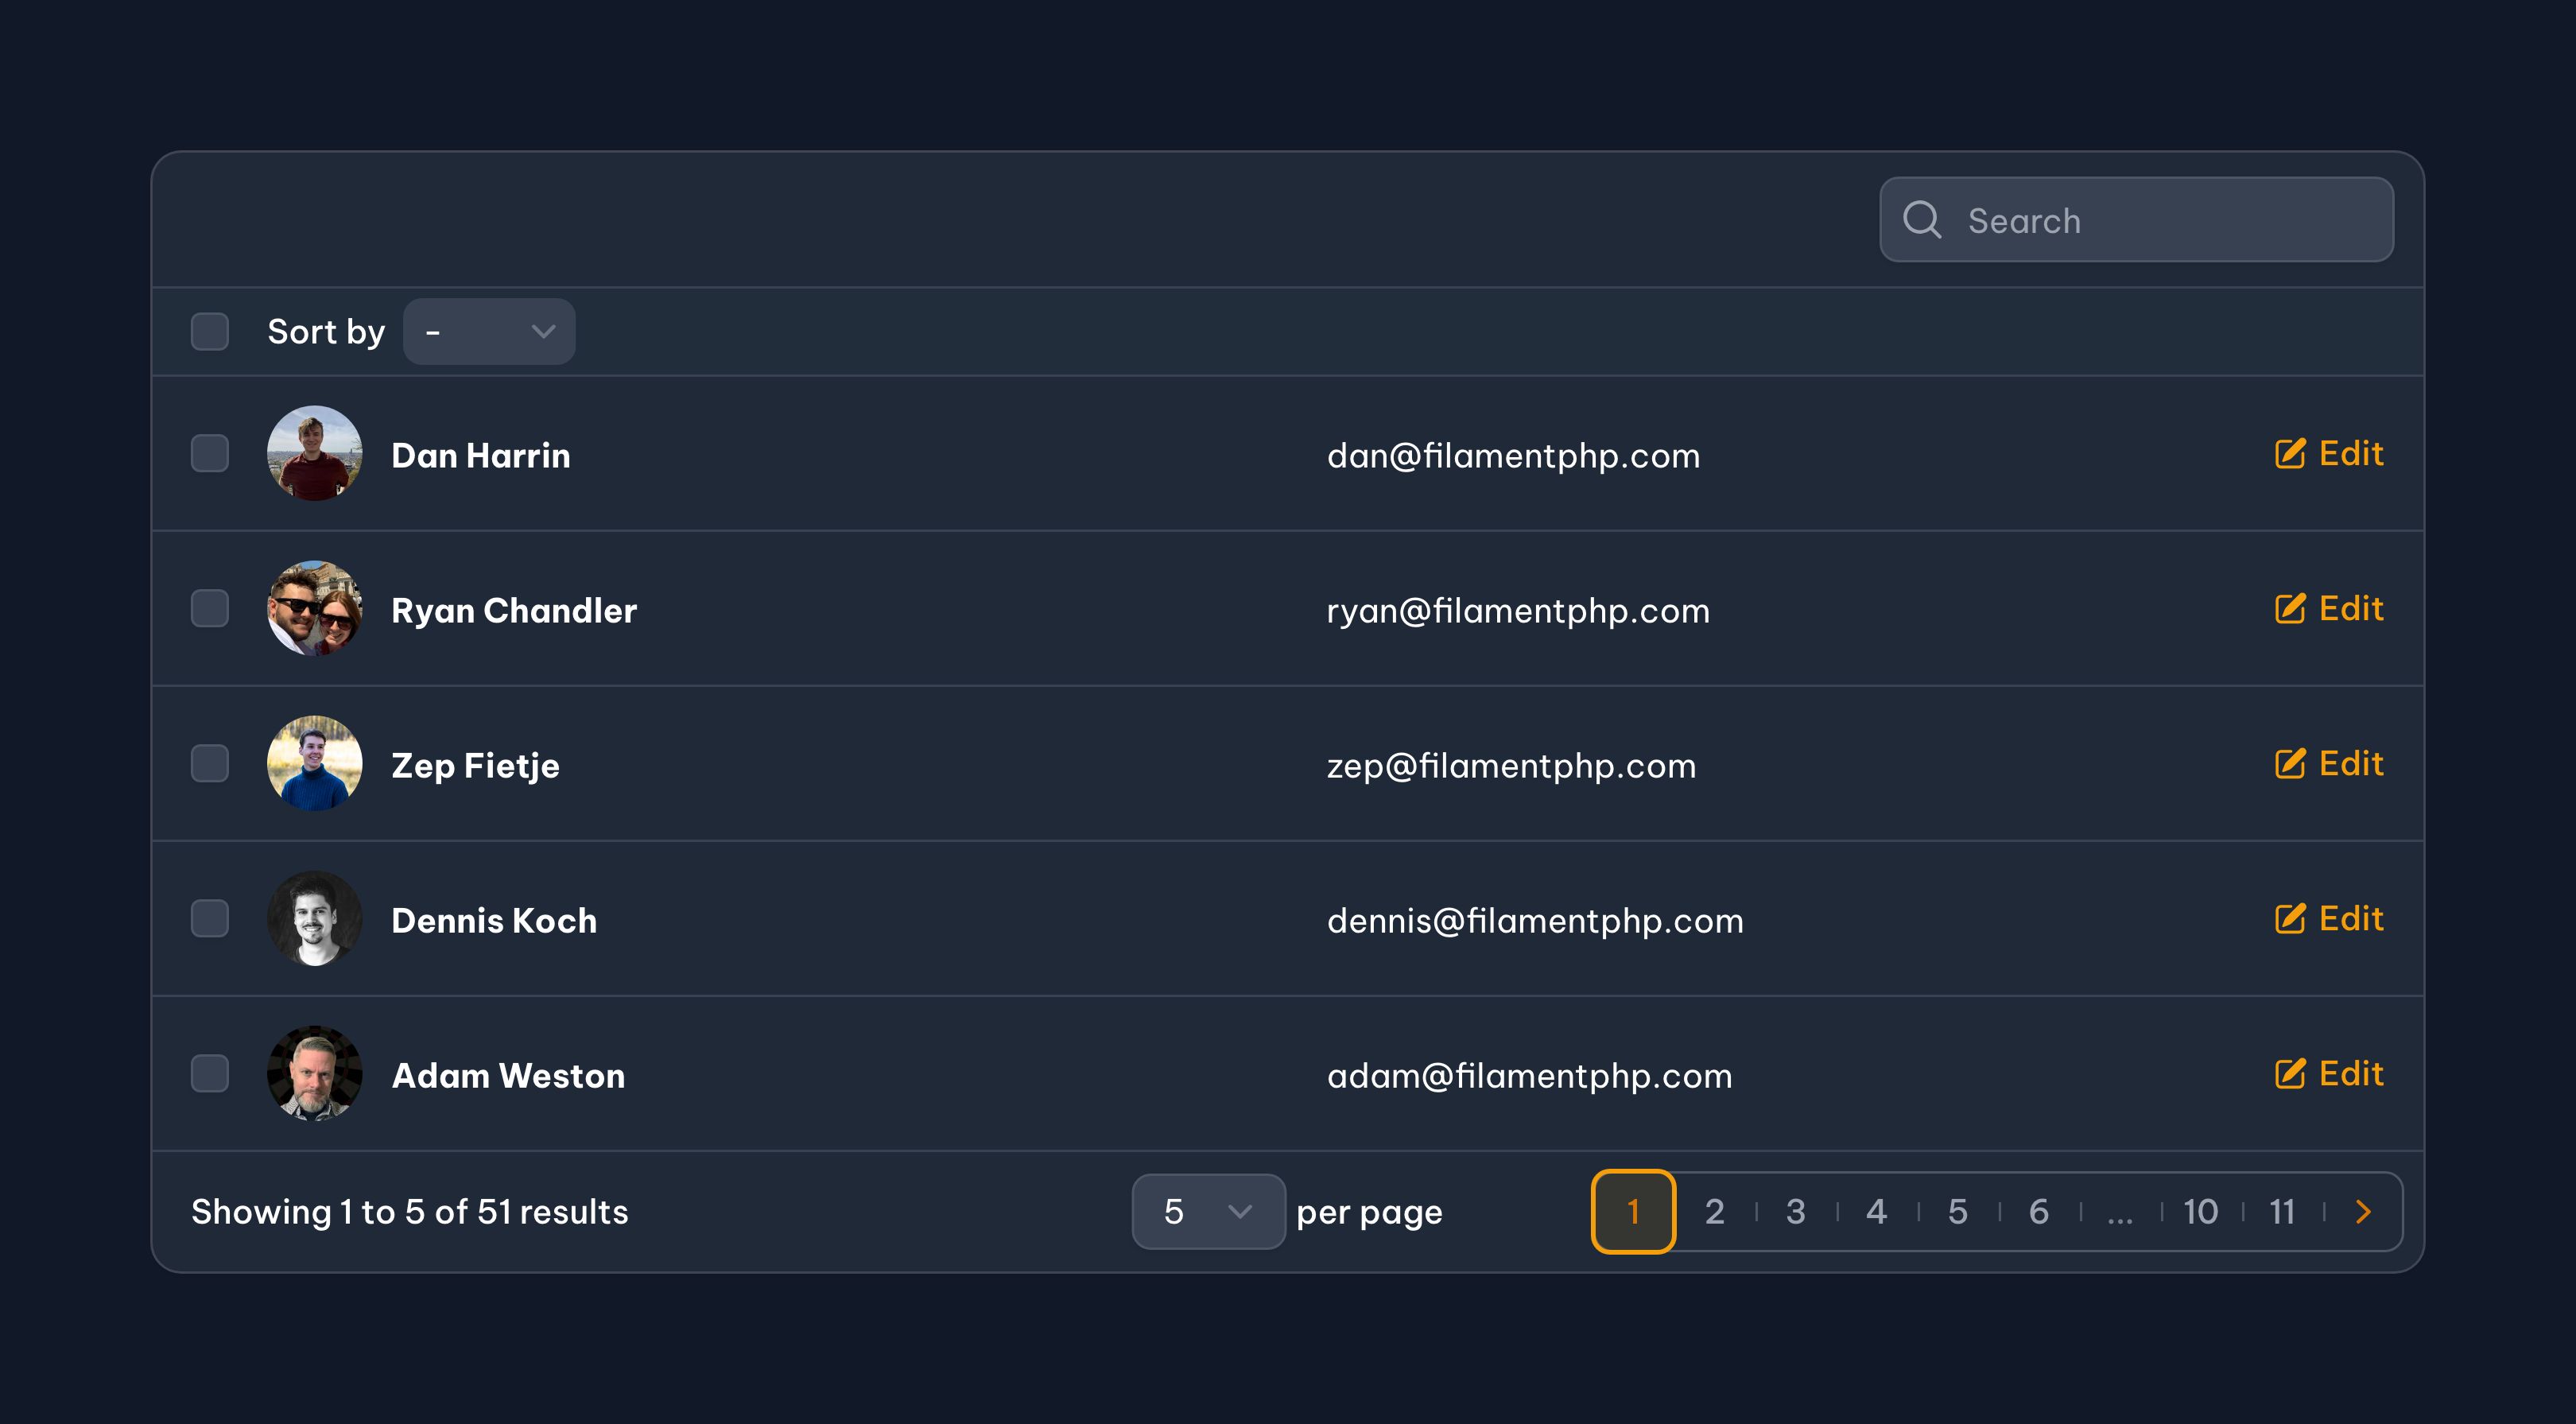 Search
Sort by -
Dan Harrin dan@filamentphp.com Edit
Ryan Chandler ryan@filamentphp.com Edit
Zep Fietje zep@filamentphp.com Edit
Dennis Koch dennis@filamentphp.com Edit
Adam Weston adam@filamentphp.com Edit
Showing 1 to 5 of 51 results 5 per page 1 2 3 4 5 6 ... 10 11